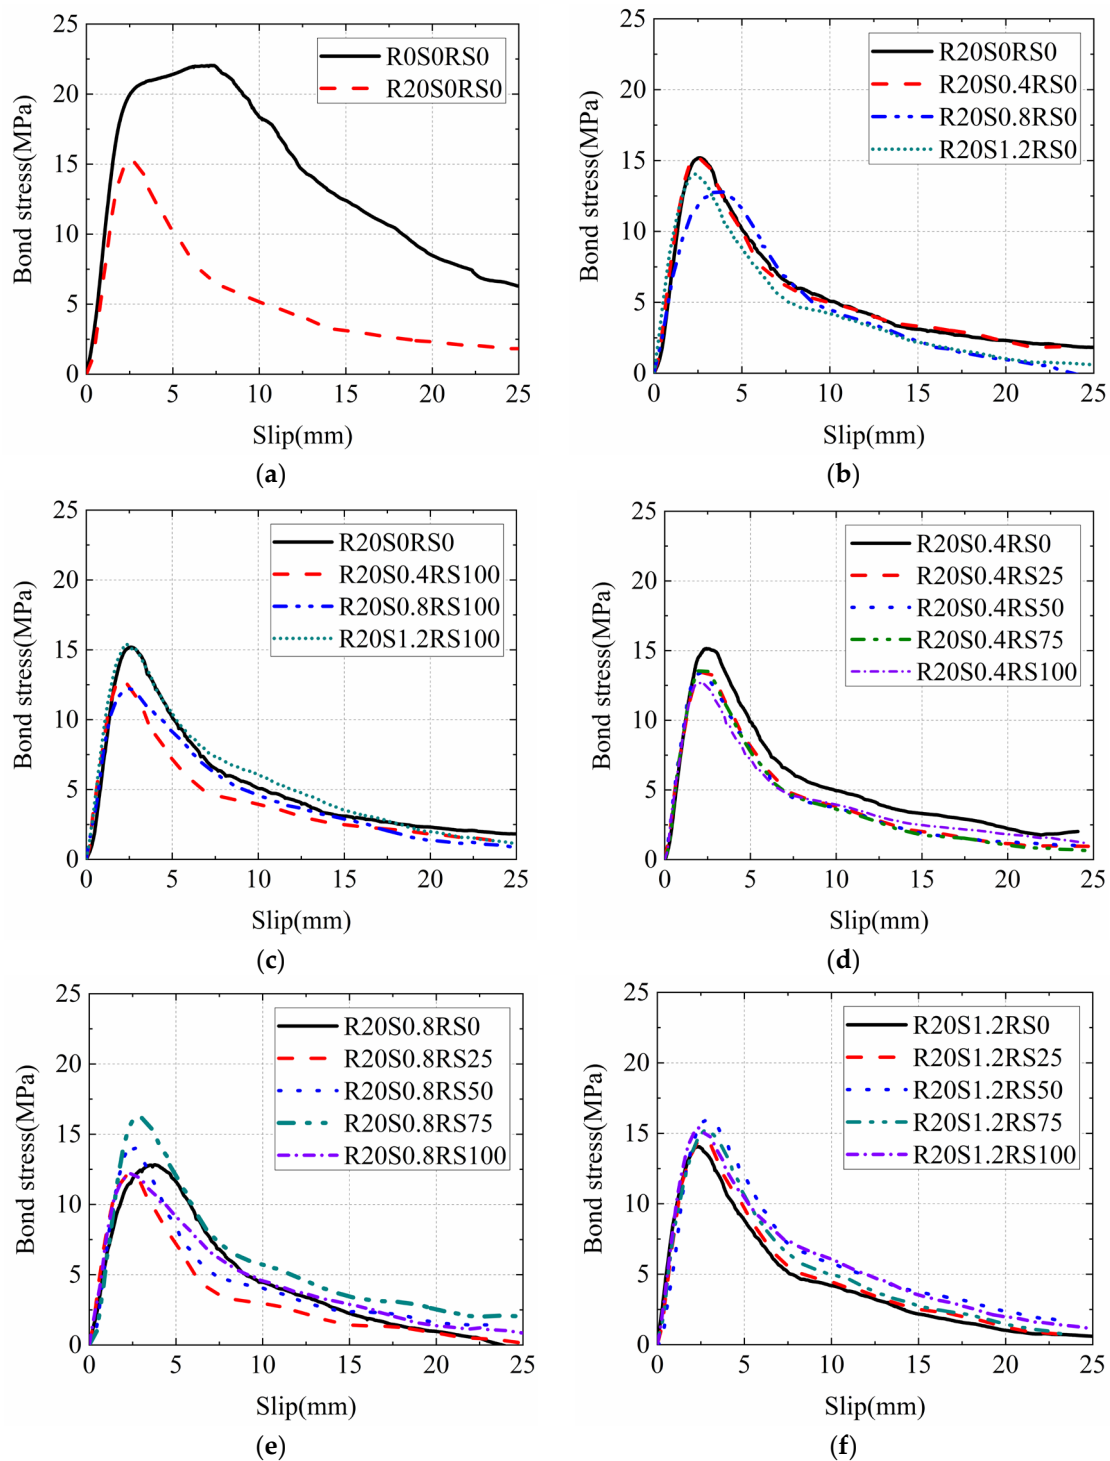 25
20
15
10
5
0
Bond stress(MPa)
R0S0RS0
R20S0RS0
0 5 10 15 20 25
Slip(mm)
(a)
25
20
15
10
5
0
Bond stress(MPa)
R20S0RS0
R20S0.4RS0
R20S0.8RS0
R20S1.2RS0
0 5 10 15 20 25
Slip(mm)
(b)
25
20
15
10
5
0
Bond stress(MPa)
R20S0RS0
R20S0.4RS100
R20S0.8RS100
R20S1.2RS100
0 5 10 15 20 25
Slip(mm)
(c)
25
20
15
10
5
0
Bond stress(MPa)
R20S0.4RS0
R20S0.4RS25
R20S0.4RS50
R20S0.4RS75
R20S0.4RS100
0 5 10 15 20 25
Slip(mm)
(d)
25
20
15
10
5
0
Bond stress(MPa)
R20S0.8RS0
R20S0.8RS25
R20S0.8RS50
R20S0.8RS75
R20S0.8RS100
0 5 10 15 20 25
Slip(mm)
(e)
25
20
15
10
5
0
Bond stress(MPa)
R20S1.2RS0
R20S1.2RS25
R20S1.2RS50
R20S1.2RS75
R20S1.2RS100
0 5 10 15 20 25
Slip(mm)
(f)